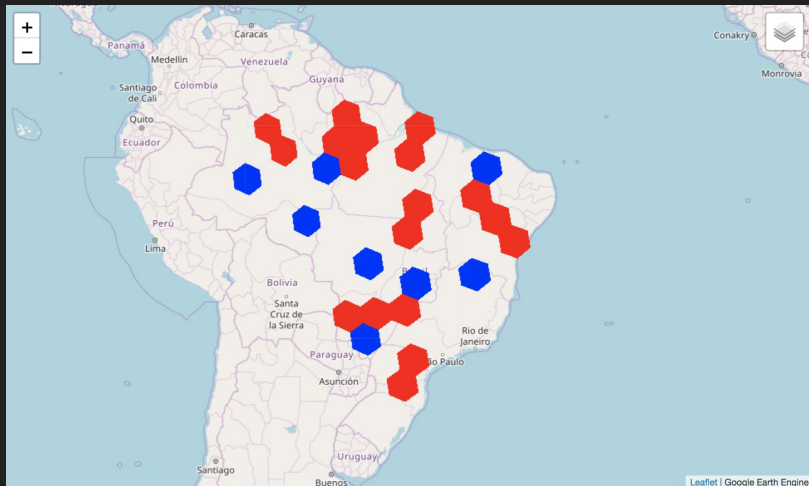 +
−
Caracas
Conakry
Panamá
Medellín
Venezuela
Monrovia
Guyana
Colombia
Santiago
de Cali
Quito
Ecuador
Perú
Lima
Bolivia
Santa
Cruz de
la Sierra
Rio de
Janeiro
Paraguay
Paulo
Asunción
Uruguay
Santiago
Buenos
Leaflet | Google Earth Engine